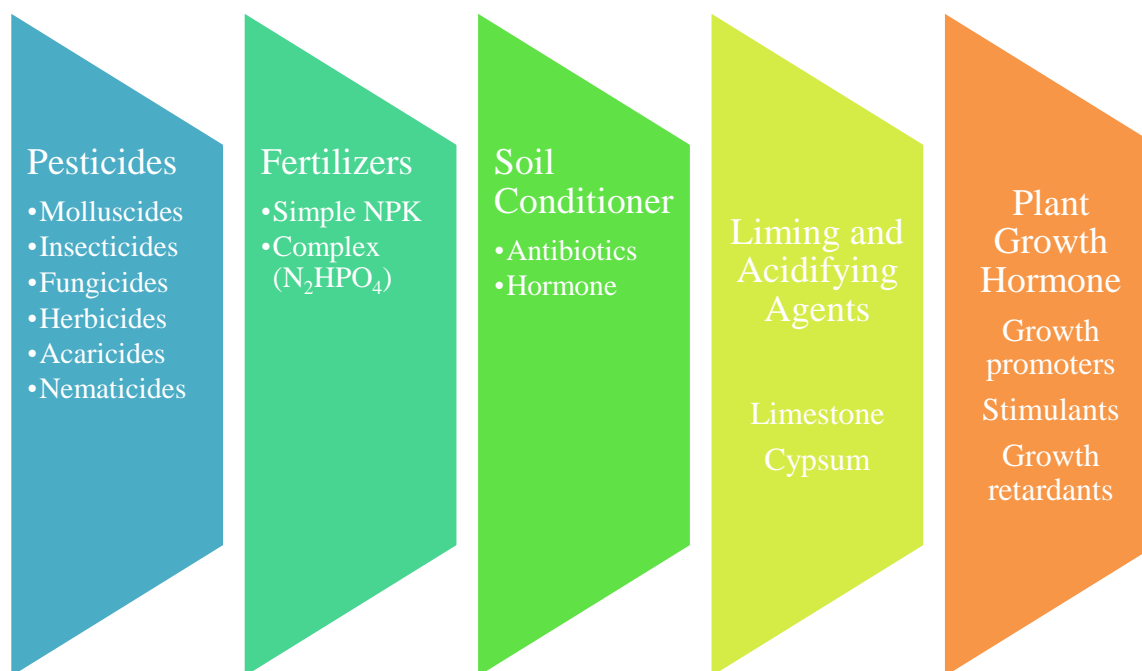 Pesticides
•Molluscides
•Insecticides
•Fungicides
•Herbicides
•Acaricides
•Nematicides
Fertilizers
•Simple NPK
•Complex
(N₂HPO₄)
Soil
Conditioner
•Antibiotics
•Hormone
Liming and
Acidifying
Agents
Limestone
Cypsum
Plant
Growth
Hormone
Growth
promoters
Stimulants
Growth
retardants